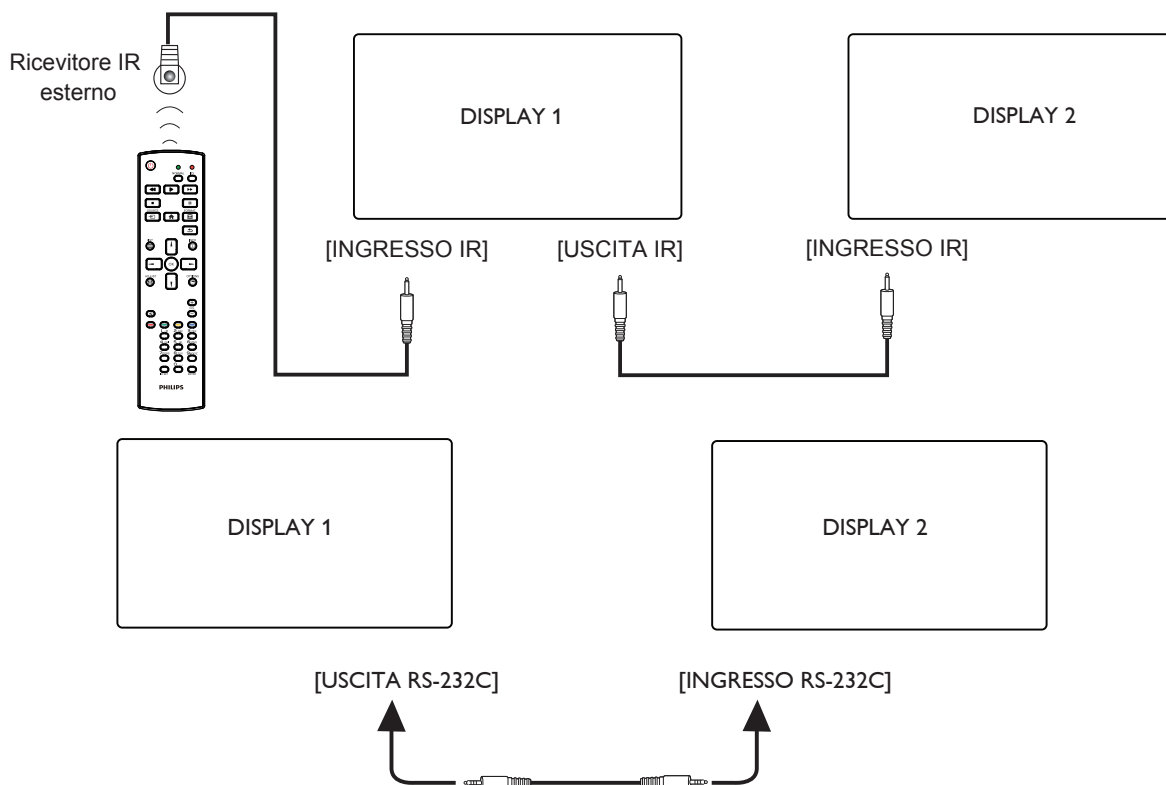 Ricevitore IR
esterno
DISPLAY 1
DISPLAY 2
[INGRESSO IR]
[USCITA IR]
[INGRESSO IR]
PHILIPS
DISPLAY 1
DISPLAY 2
[USCITA RS-232C]
[INGRESSO RS-232C]